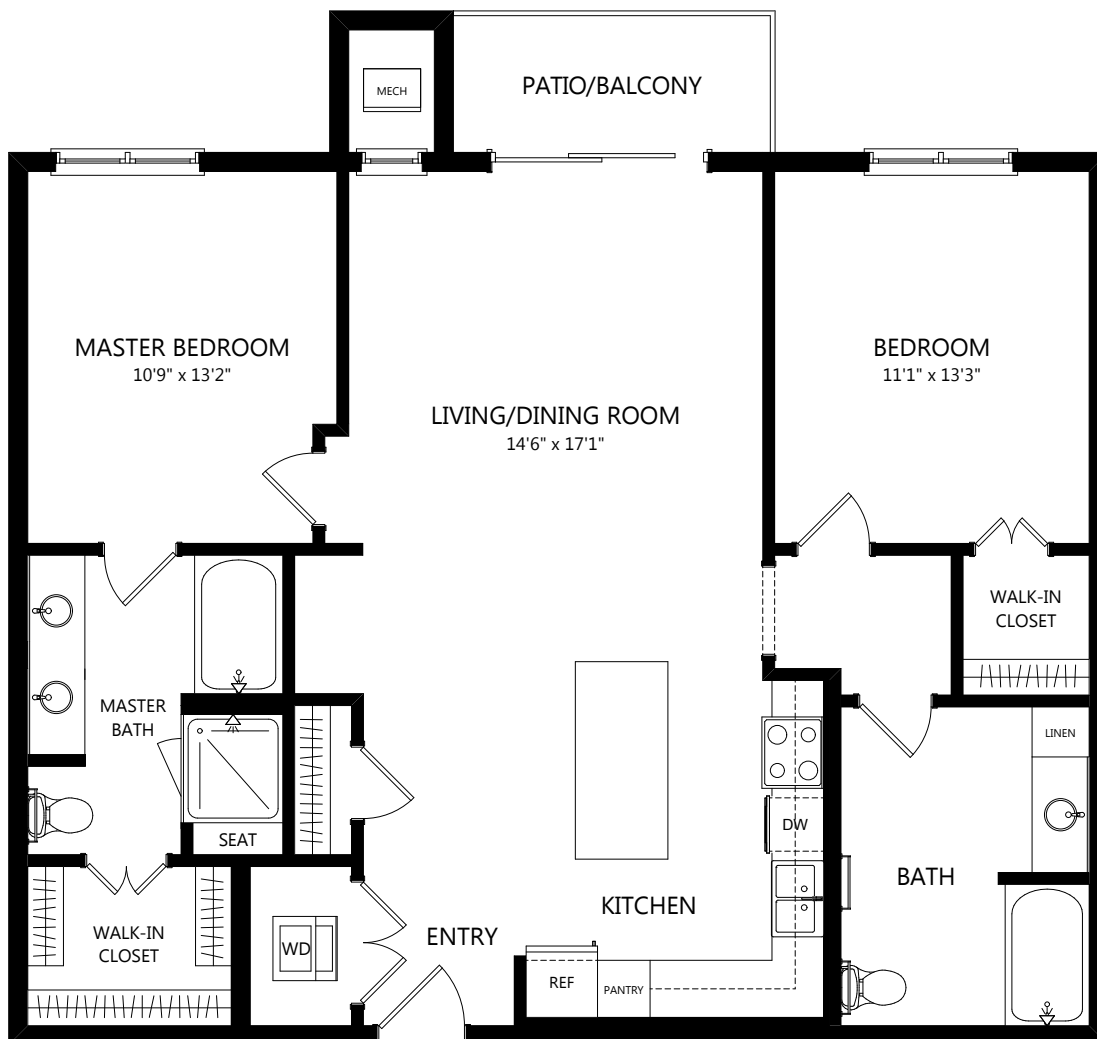 MECH
PATIO/BALCONY
MASTER BEDROOM
10'9" x 13'2"
BEDROOM
11'1" x 13'3"
LIVING/DINING ROOM
14'6" x 17'1"
WALK-IN
CLOSET
MASTER
BATH
LINEN
SEAT
DW
BATH
KITCHEN
ENTRY
WALK-IN
CLOSET
WD
REF
PANTRY